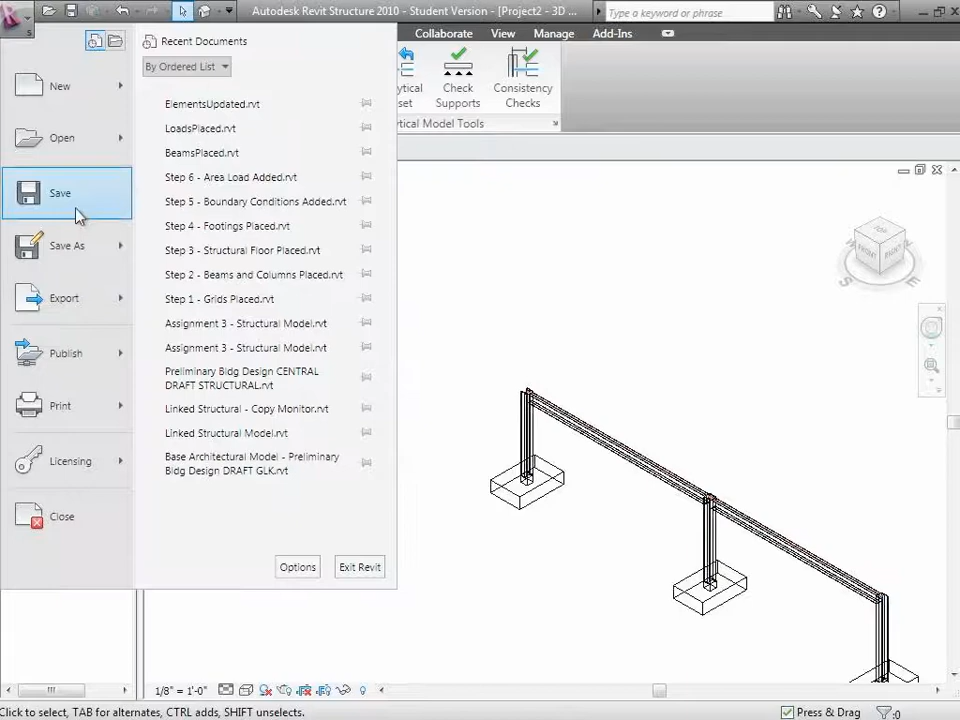 Autodesk Revit Structure 2010 - Student Version - [Project2 - 3D ...
Type a keyword or phrase
Collaborate View Manage Add-Ins
Recent Documents
By Ordered List
New
Open
Save
Save As
Export
Publish
Print
Licensing
Close
ElementsUpdated.rvt
LoadsPlaced.rvt
BeamsPlaced.rvt
Step 6 - Area Load Added.rvt
Step 5 - Boundary Conditions Added.rvt
Step 4 - Footings Placed.rvt
Step 3 - Structural Floor Placed.rvt
Step 2 - Beams and Columns Placed.rvt
Step 1 - Grids Placed.rvt
Assignment 3 - Structural Model.rvt
Assignment 3 - Structural Model.rvt
Preliminary Bldg Design CENTRAL
DRAFT STRUCTURAL.rvt
Linked Structural - Copy Monitor.rvt
Linked Structural Model.rvt
Base Architectural Model - Preliminary
Bldg Design DRAFT GLK.rvt
Options
Exit Revit
ytical
set
Check
Supports
Consistency
Checks
lytical Model Tools
TOP
FRONT
RIGHT
W
S
E
1/8" = 1'-0"
Click to select, TAB for alternates, CTRL adds, SHIFT unselects.
Press & Drag
:0